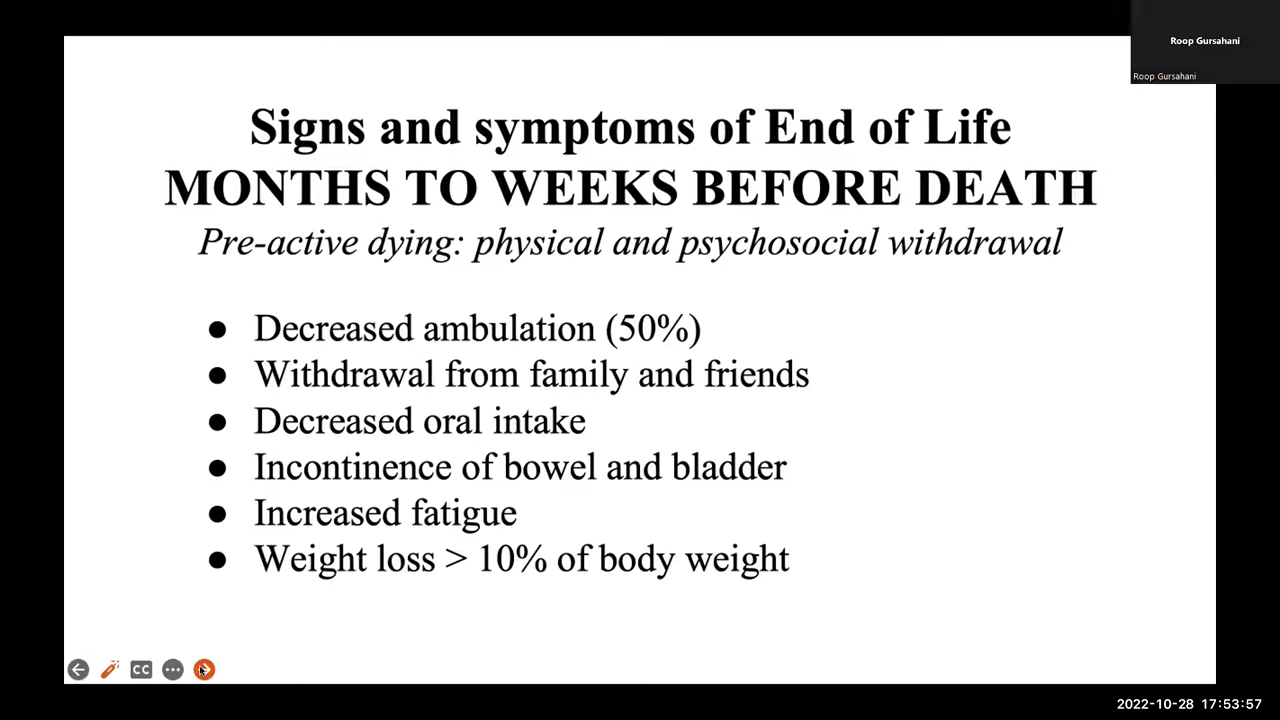 Roop Gursahani
Roop Gursahani
Signs and symptoms of End of Life
MONTHS TO WEEKS BEFORE DEATH
Pre-active dying: physical and psychosocial withdrawal
● Decreased ambulation (50%)
● Withdrawal from family and friends
● Decreased oral intake
● Incontinence of bowel and bladder
● Increased fatigue
● Weight loss > 10% of body weight
CC
2022-10-28 17:53:57